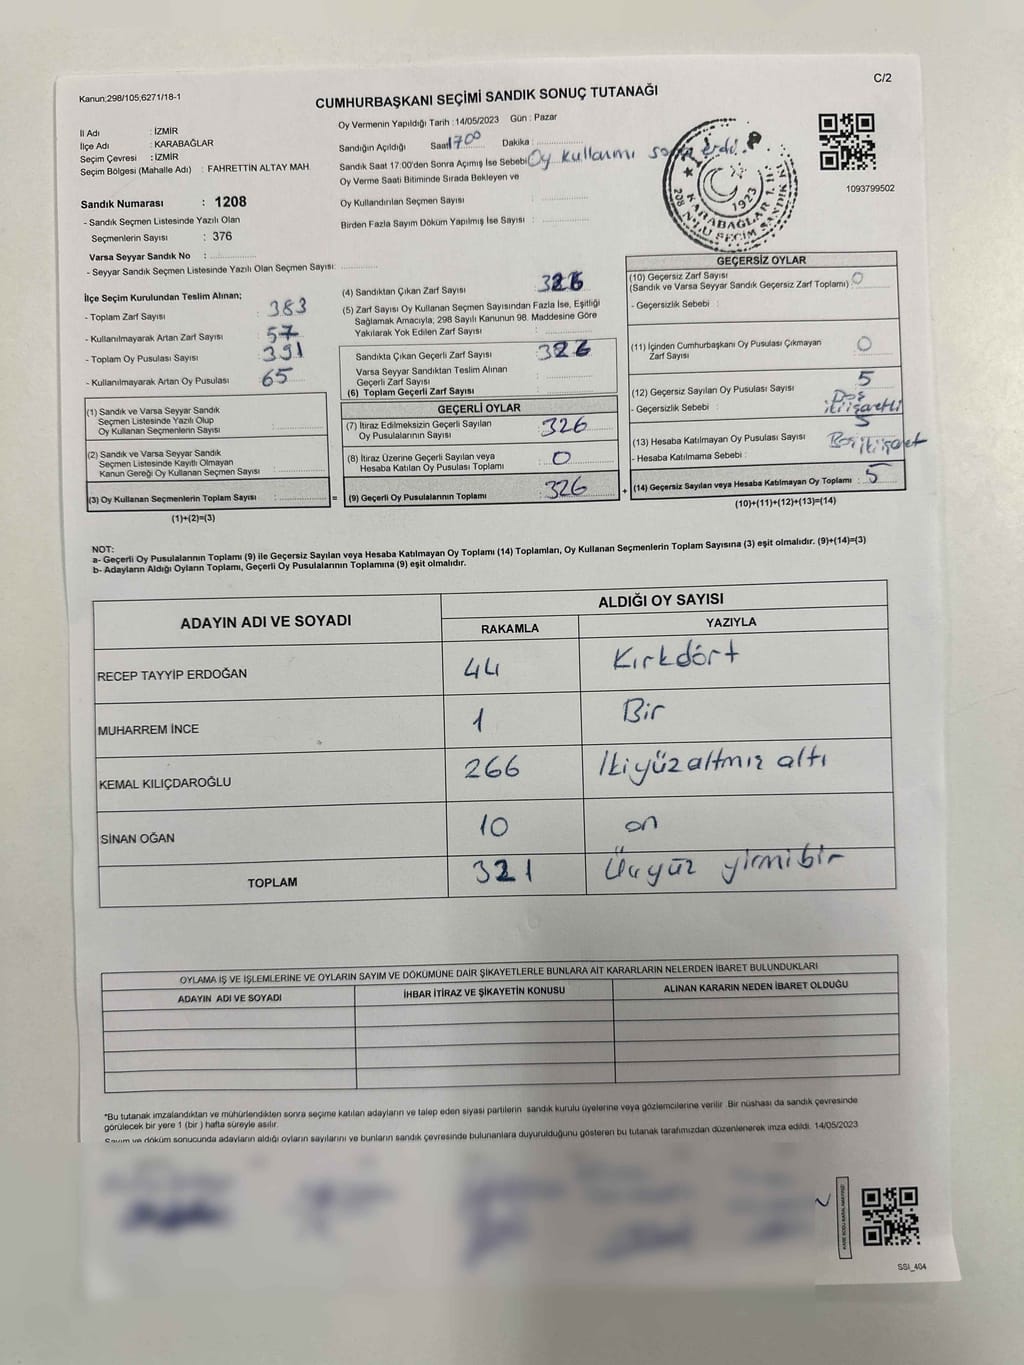 Kanun;298/105;6271/18-1
C/2
CUMHURBAŞKANI SEÇİMİ SANDIK SONUÇ TUTANAĞI
İl Adı : İZMİR
İlçe Adı : KARABAĞLAR
Seçim Çevresi : İZMİR
Seçim Bölgesi (Mahalle Adı) : FAHRETTİN ALTAY MAH.
Sandık Numarası : 1208
- Sandık Seçmen Listesinde Yazılı Olan
Seçmenlerin Sayısı : 376
Varsa Seyyar Sandık No :
- Seyyar Sandık Seçmen Listesinde Yazılı Olan Seçmen Sayısı:
Oy Vermenin Yapıldığı Tarih :14/05/2023 Gün : Pazar
Sandığın Açıldığı Saat 17:00 Dakika :
Sandık Saat 17:00'den Sonra Açımış İse Sebebi: Oy kullanımı sona erdi.
Oy Verme Saati Bitiminde Sırada Bekleyen ve
Oy Kullandırılan Seçmen Sayısı :
Birden Fazla Sayım Döküm Yapılmış İse Sayısı :
1923
KARABAĞLAR 1. İL
1093799502
İlçe Seçim Kurulundan Teslim Alınan;
- Toplam Zarf Sayısı : 383
- Kullanılmayarak Artan Zarf Sayısı : 57
- Toplam Oy Pusulası Sayısı : 391
- Kullanılmayarak Artan Oy Pusulası : 65
(1) Sandık ve Varsa Seyyar Sandık
Seçmen Listesinde Yazılı Olup
Oy Kullanan Seçmenlerin Sayısı :
(2) Sandık ve Varsa Seyyar Sandık
Seçmen Listesinde Kayıtlı Olmayan
Kanun Gereği Oy Kullanan Seçmen Sayısı :
(3) Oy Kullanan Seçmenlerin Toplam Sayısı : =
(1)+(2)=(3)
(4) Sandıktan Çıkan Zarf Sayısı : 326
(5) Zarf Sayısı Oy Kullanan Seçmen Sayısından Fazla İse, Eşitliği
Sağlamak Amacıyla; 298 Sayılı Kanunun 98. Maddesine Göre
Yakılarak Yok Edilen Zarf Sayısı :
Sandıkta Çıkan Geçerli Zarf Sayısı : 326
Varsa Seyyar Sandıktan Teslim Alınan
Geçerli Zarf Sayısı :
(6) Toplam Geçerli Zarf Sayısı :
GEÇERLİ OYLAR
(7) İtiraz Edilmeksizin Geçerli Sayılan
Oy Pusulalarının Sayısı : 326
(8) İtiraz Üzerine Geçerli Sayılan veya
Hesaba Katılan Oy Pusulası Toplamı : 0
(9) Geçerli Oy Pusulalarının Toplamı : 326 +
GEÇERSİZ OYLAR
(10) Geçersiz Zarf Sayısı
(Sandık ve Varsa Seyyar Sandık Geçersiz Zarf Toplamı) : 0
- Geçersizlik Sebebi :
(11) İçinden Cumhurbaşkanı Oy Pusulası Çıkmayan
Zarf Sayısı : 0
(12) Geçersiz Sayılan Oy Pusulası Sayısı : 5
- Geçersizlik Sebebi : iki işaretli
(13) Hesaba Katılmayan Oy Pusulası Sayısı : 5
- Hesaba Katılmama Sebebi : Boş iki işaret
(14) Geçersiz Sayılan veya Hesaba Katılmayan Oy Toplamı : 5
(10)+(11)+(12)+(13)=(14)
NOT:
a- Geçerli Oy Pusulalarının Toplamı (9) ile Geçersiz Sayılan veya Hesaba Katılmayan Oy Toplamı (14) Toplamları, Oy Kullanan Seçmenlerin Toplam Sayısına (3) eşit olmalıdır. (9)+(14)=(3)
b- Adayların Aldığı Oyların Toplamı, Geçerli Oy Pusulalarının Toplamına (9) eşit olmalıdır.
ADAYIN ADI VE SOYADI
ALDIĞI OY SAYISI
RAKAMLA YAZIYLA
RECEP TAYYİP ERDOĞAN 44 Kırkdört
MUHARREM İNCE 1 Bir
KEMAL KILIÇDAROĞLU 266 İkiyüzaltmış altı
SİNAN OĞAN 10 on
TOPLAM 321 Üçyüz yirmibir
OYLAMA İŞ VE İŞLEMLERİNE VE OYLARIN SAYIM VE DÖKÜMÜNE DAİR ŞİKAYETLERLE BUNLARA AİT KARARLARIN NELERDEN İBARET BULUNDUKLARI
ADAYIN ADI VE SOYADI İHBAR İTİRAZ VE ŞİKAYETİN KONUSU ALINAN KARARIN NEDEN İBARET OLDUĞU
*Bu tutanak imzalandıktan ve mühürlendikten sonra seçime katılan adayların ve talep eden siyasi partilerin sandık kurulu üyelerine veya gözlemcilerine verilir .Bir nüshası da sandık çevresinde
görülecek bir yere 1 (bir ) hafta süreyle asılır.
Sayım ve döküm sonucunda adayların aldığı oyların sayılarını ve bunların sandık çevresinde bulunanlara duyurulduğunu gösteren bu tutanak tarafımızdan düzenlenerek imza edildi. 14/05/2023
SSI_404